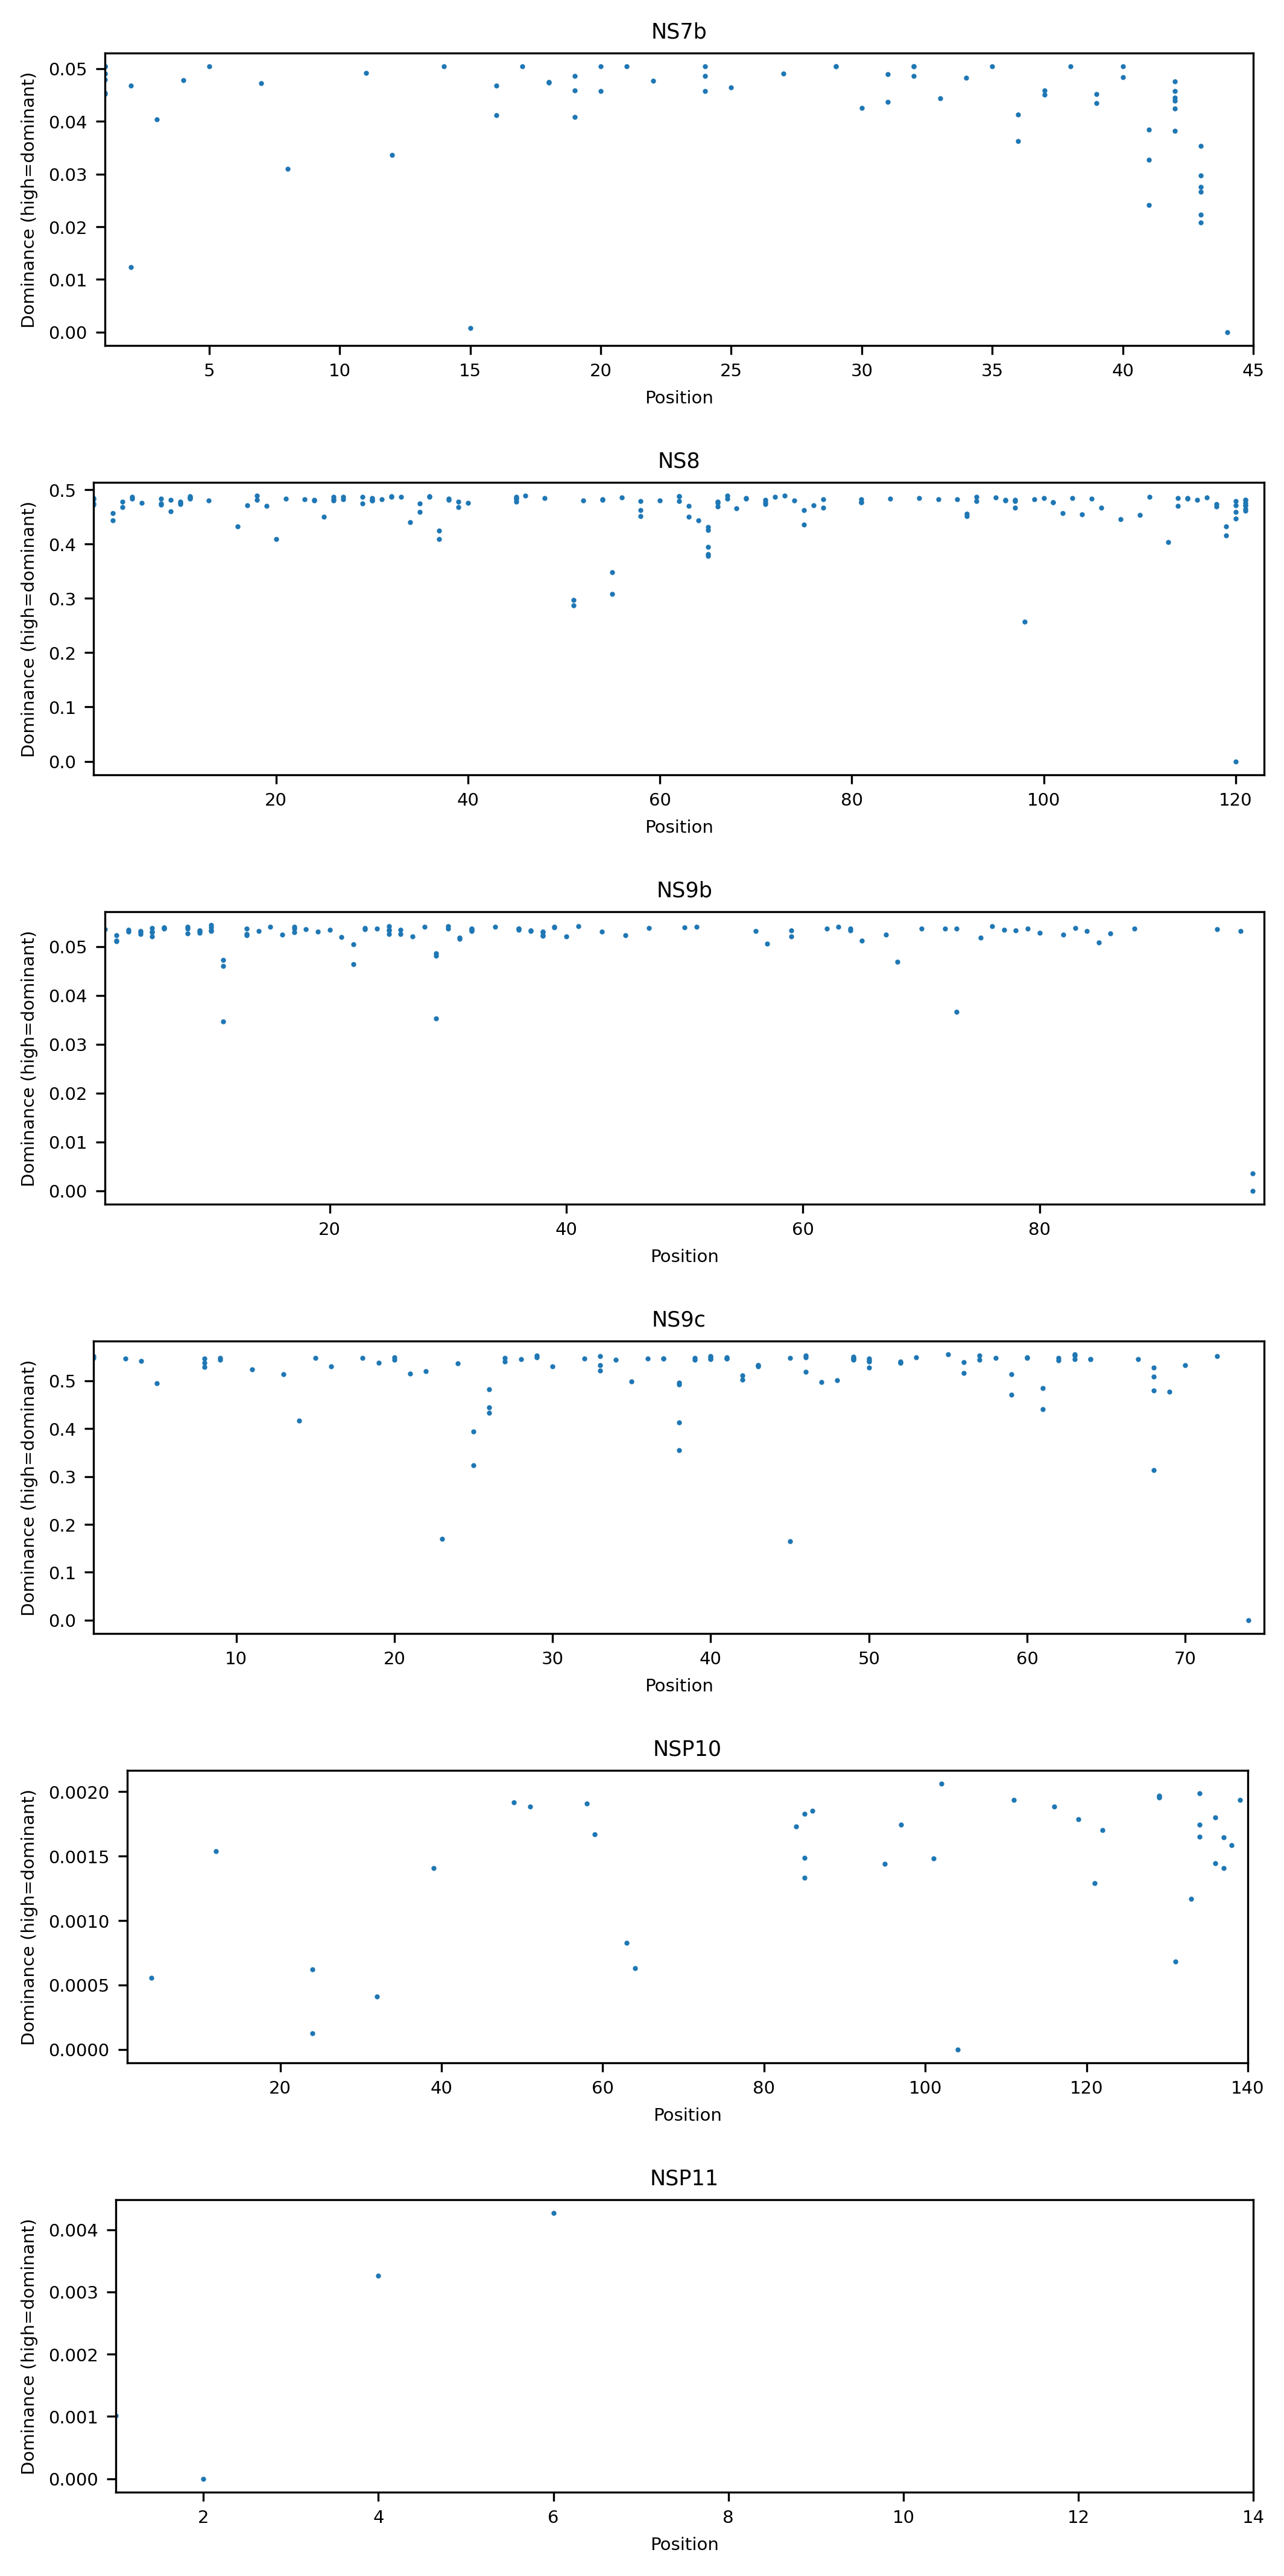 NS7b
0.05
0.04
0.03
0.02
0.01
0.00
Dominance (high=dominant)
5 10 15 20 25 30 35 40 45
Position
NS8
0.5
0.4
0.3
0.2
0.1
0.0
Dominance (high=dominant)
20 40 60 80 100 120
Position
NS9b
0.05
0.04
0.03
0.02
0.01
0.00
Dominance (high=dominant)
20 40 60 80
Position
NS9c
0.5
0.4
0.3
0.2
0.1
0.0
Dominance (high=dominant)
10 20 30 40 50 60 70
Position
NSP10
0.0020
0.0015
0.0010
0.0005
0.0000
Dominance (high=dominant)
20 40 60 80 100 120 140
Position
NSP11
0.004
0.003
0.002
0.001
0.000
Dominance (high=dominant)
2 4 6 8 10 12 14
Position